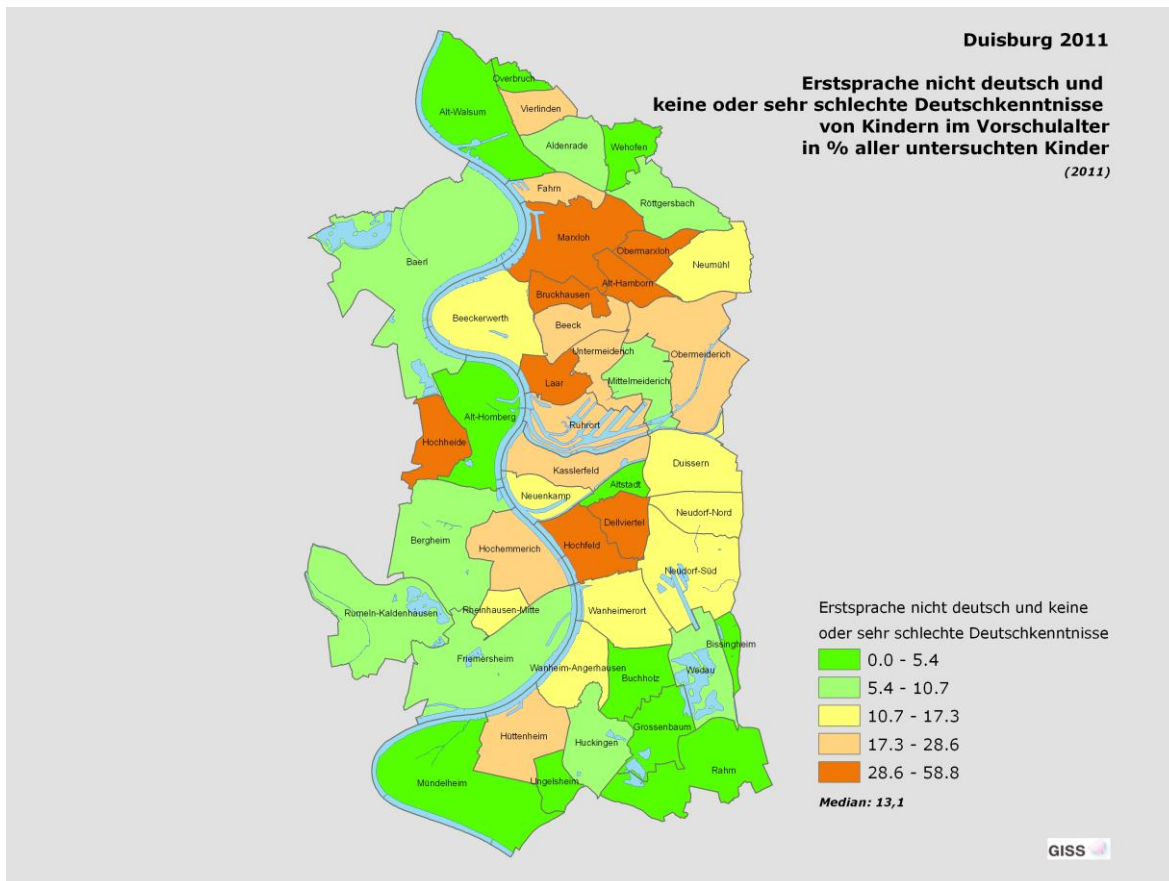 Duisburg 2011
Erstsprache nicht deutsch und
keine oder sehr schlechte Deutschkenntnisse
von Kindern im Vorschulalter
in % aller untersuchten Kinder
(2011)
Overbruch
Alt-Walsum
Vierlinden
Aldenrade
Wehofen
Fahrn
Röttgersbach
Marxloh
Obermarxloh
Neumühl
Baerl
Alt-Hamborn
Bruckhausen
Beeckerwerth
Beeck
Untermeiderich
Obermeiderich
Mittelmeiderich
Laar
Alt-Homberg
Ruhrort
Hochheide
Kasslerfeld
Duissern
Altstadt
Neuenkamp
Neudorf-Nord
Dellviertel
Bergheim
Hochemmerich
Hochfeld
Neudorf-Süd
Rumeln-Kaldenhausen
Rheinhausen-Mitte
Wanheimerort
Bissingheim
Friemersheim
Wanheim-Angerhausen
Wedau
Buchholz
Grossenbaum
Hüttenheim
Huckingen
Rahm
Mündelheim
Ungelsheim
Erstsprache nicht deutsch und keine
oder sehr schlechte Deutschkenntnisse
0.0 - 5.4
5.4 - 10.7
10.7 - 17.3
17.3 - 28.6
28.6 - 58.8
Median: 13,1
GISS